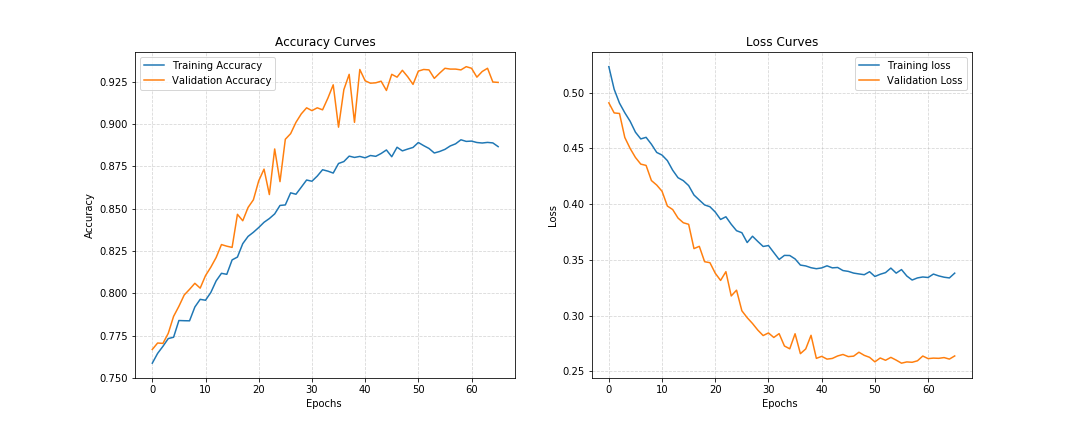 Accuracy Curves
Training Accuracy
Validation Accuracy
Accuracy
0.925
0.900
0.875
0.850
0.825
0.800
0.775
0.750
0 10 20 30 40 50 60
Epochs
Loss Curves
Training loss
Validation Loss
Loss
0.50
0.45
0.40
0.35
0.30
0.25
0 10 20 30 40 50 60
Epochs